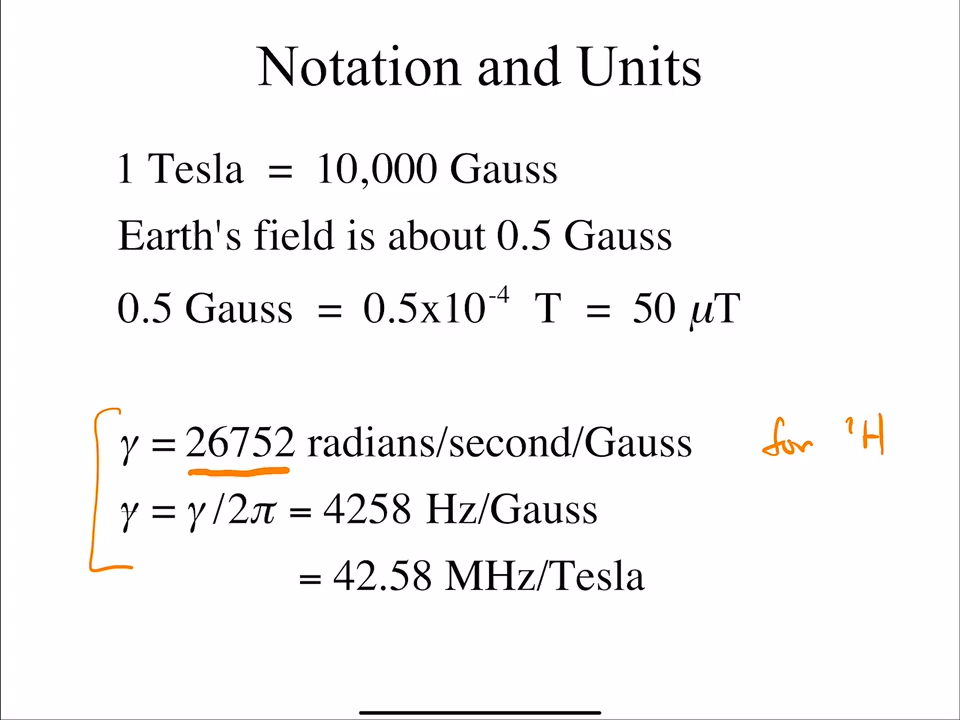 Notation and Units
1 Tesla = 10,000 Gauss
Earth's field is about 0.5 Gauss
0.5 Gauss = 0.5x10⁻⁴ T = 50 μT
γ = 26752 radians/second/Gauss for ¹H
γ = γ/2π = 4258 Hz/Gauss
= 42.58 MHz/Tesla